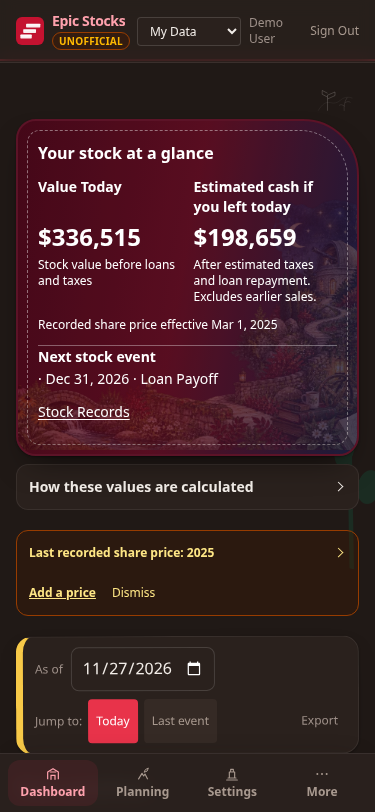 Epic Stocks
UNOFFICIAL
My Data
Demo
User
Sign Out
Your stock at a glance
Value Today
$336,515
Stock value before loans
and taxes
Estimated cash if
you left today
$198,659
After estimated taxes
and loan repayment.
Excludes earlier sales.
Recorded share price effective Mar 1, 2025
Next stock event
· Dec 31, 2026 · Loan Payoff
Stock Records
How these values are calculated
Last recorded share price: 2025
Add a price
Dismiss
As of
11/27/2026
Jump to:
Today
Last event
Export
Dashboard
Planning
Settings
More